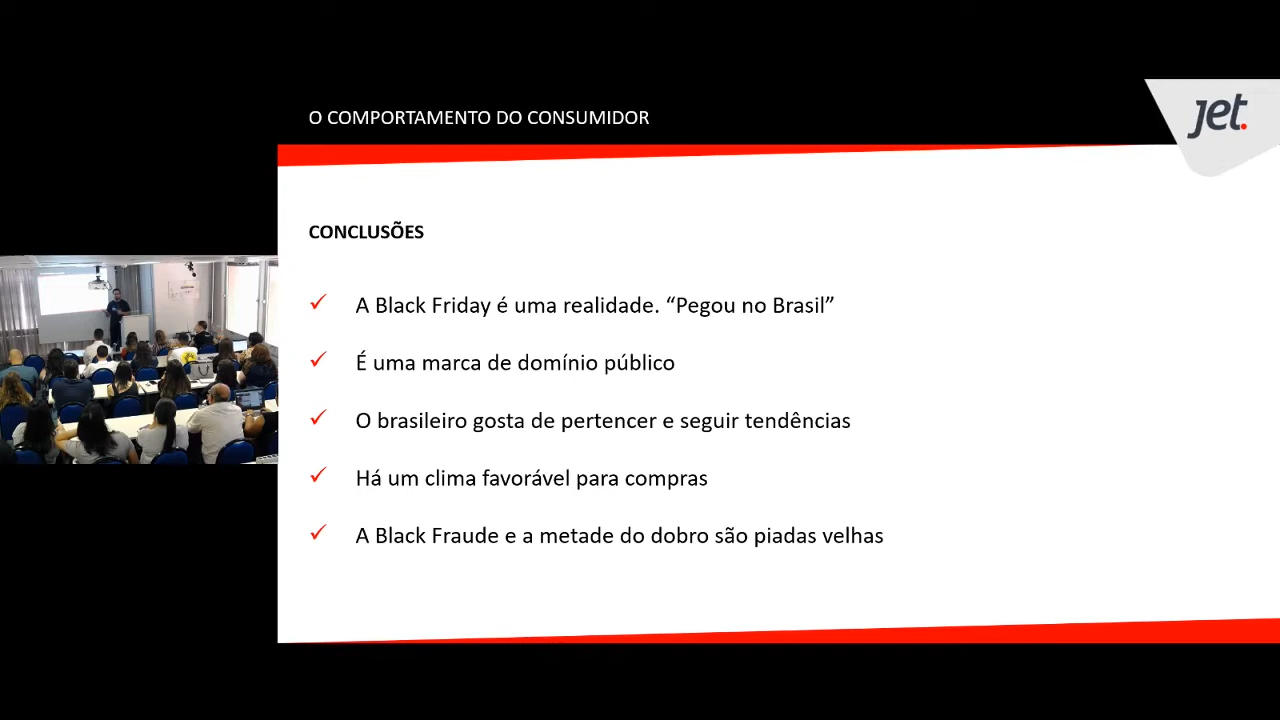 O COMPORTAMENTO DO CONSUMIDOR
jet.
CONCLUSÕES
✓ A Black Friday é uma realidade. “Pegou no Brasil”
✓ É uma marca de domínio público
✓ O brasileiro gosta de pertencer e seguir tendências
✓ Há um clima favorável para compras
✓ A Black Fraude e a metade do dobro são piadas velhas